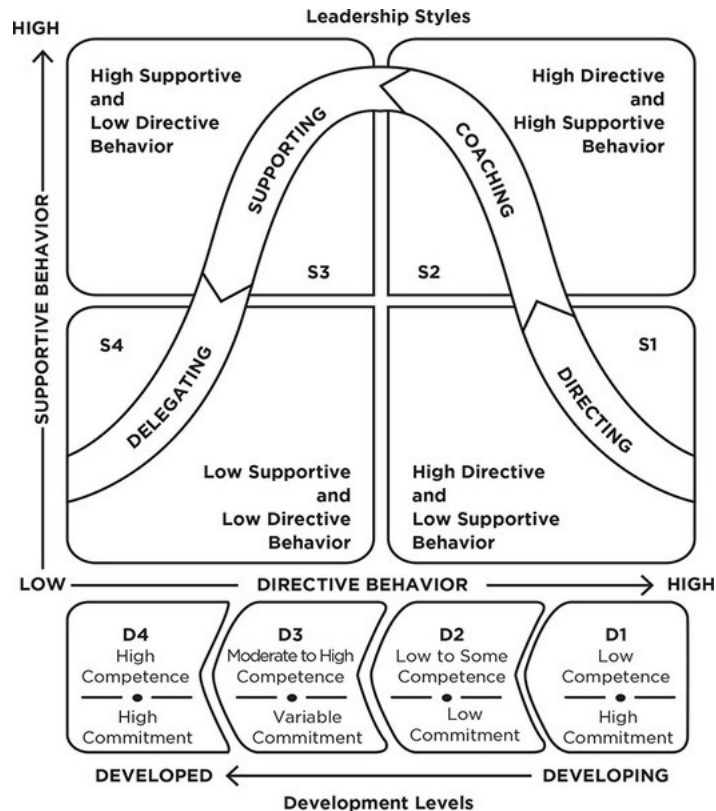 Leadership Styles
HIGH
SUPPORTIVE BEHAVIOR
High Supportive
and
Low Directive
Behavior
High Directive
and
High Supportive
Behavior
SUPPORTING
COACHING
S3
S2
S4
S1
DELEGATING
DIRECTING
Low Supportive
and
Low Directive
Behavior
High Directive
and
Low Supportive
Behavior
LOW
DIRECTIVE BEHAVIOR
HIGH
D4
High
Competence
High
Commitment
D3
Moderate to High
Competence
Variable
Commitment
D2
Low to Some
Competence
Low
Commitment
D1
Low
Competence
High
Commitment
DEVELOPED
DEVELOPING
Development Levels